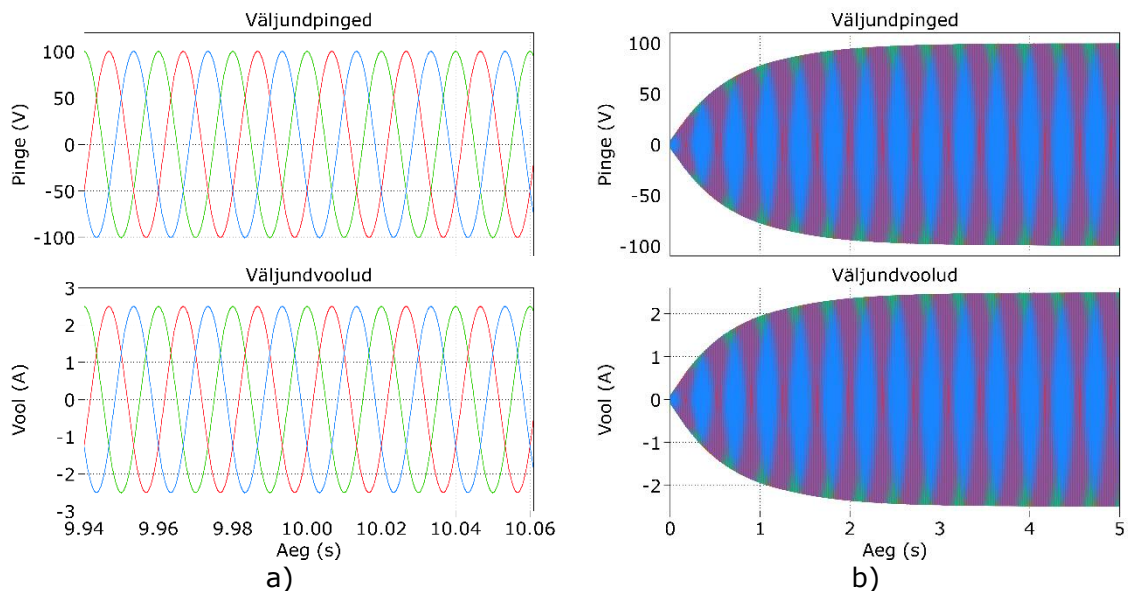 Väljundpinged
Pinge (V)
100
50
0
-50
-100
Väljundvoolud
Vool (A)
3
2
1
0
-1
-2
-3
9.94 9.96 9.98 10.00 10.02 10.04 10.06
Aeg (s)
a)
Väljundpinged
Pinge (V)
100
50
0
-50
-100
Väljundvoolud
Vool (A)
2
1
0
-1
-2
0 1 2 3 4 5
Aeg (s)
b)